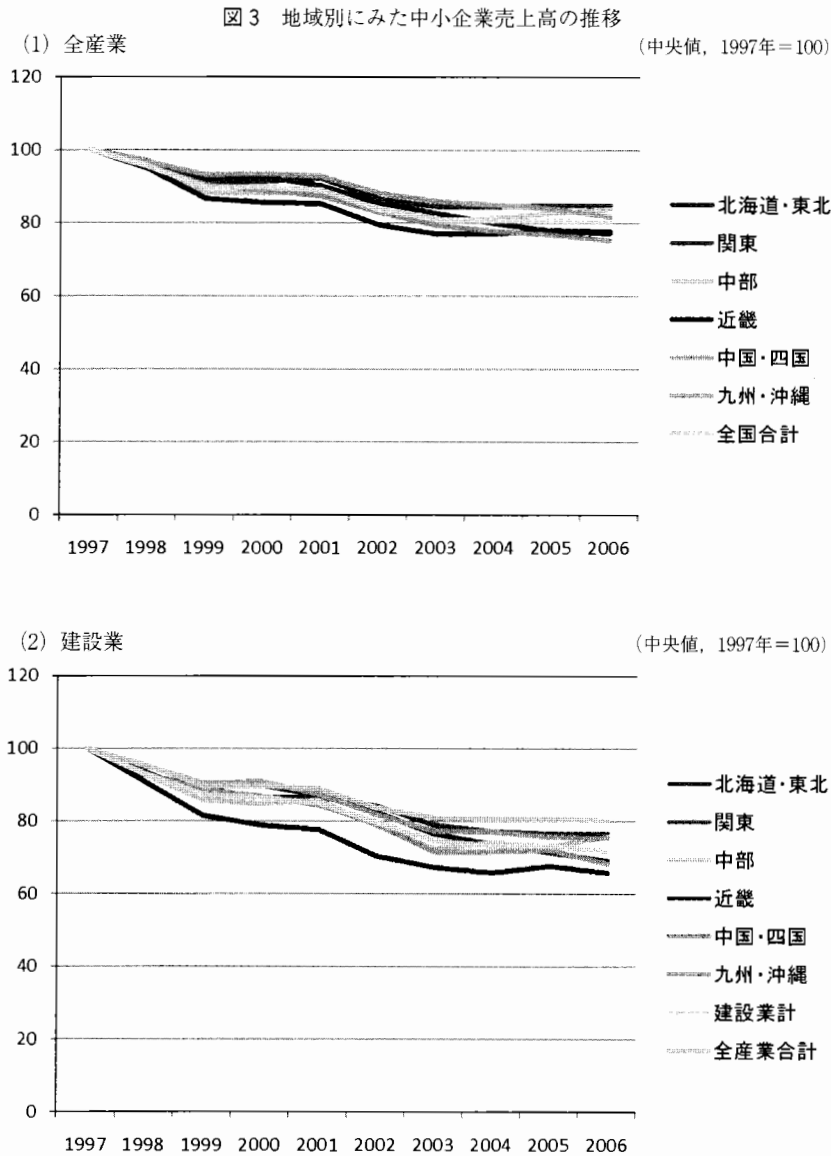 図3 地域別にみた中小企業売上高の推移
(1) 全産業
(中央値, 1997年=100)
120
100
80
60
40
20
0
1997 1998 1999 2000 2001 2002 2003 2004 2005 2006
北海道・東北
関東
中部
近畿
中国・四国
九州・沖縄
全国合計
(2) 建設業
(中央値, 1997年=100)
120
100
80
60
40
20
0
1997 1998 1999 2000 2001 2002 2003 2004 2005 2006
北海道・東北
関東
中部
近畿
中国・四国
九州・沖縄
建設業計
全産業合計